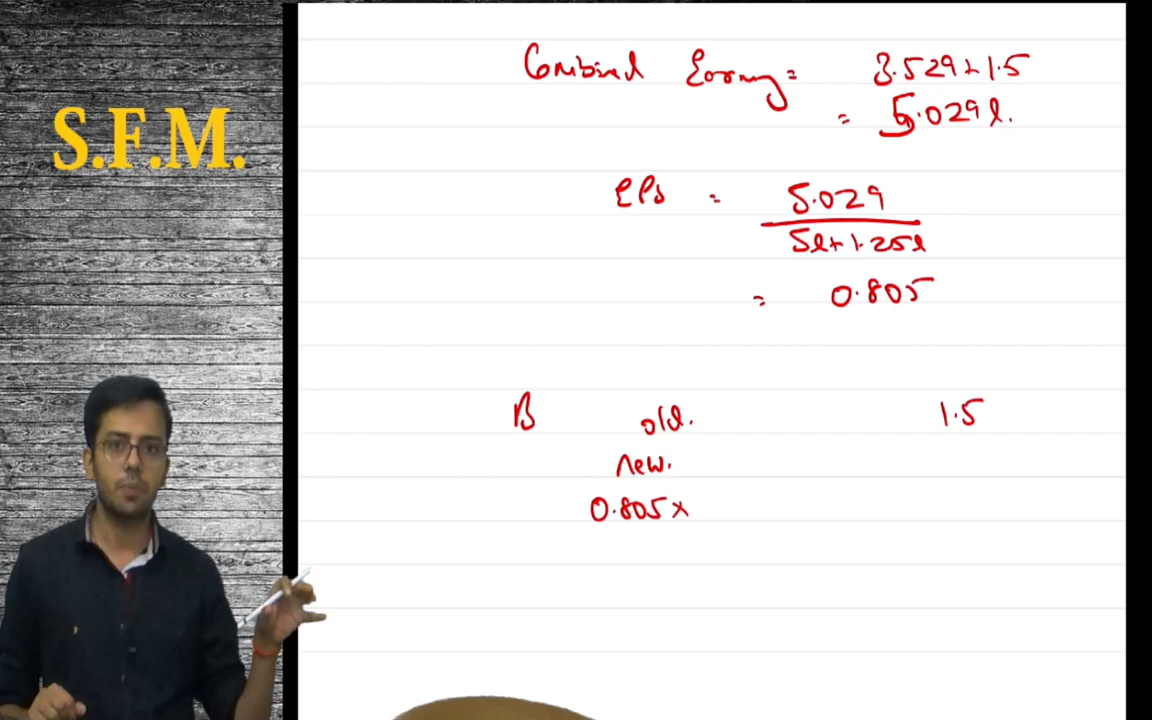 S.F.M.
Combined Earning = 3.529 + 1.5
= 5.029 l.
EPS = 5.029
5l + 1.25l
= 0.805
B old. 1.5
new.
0.805 x